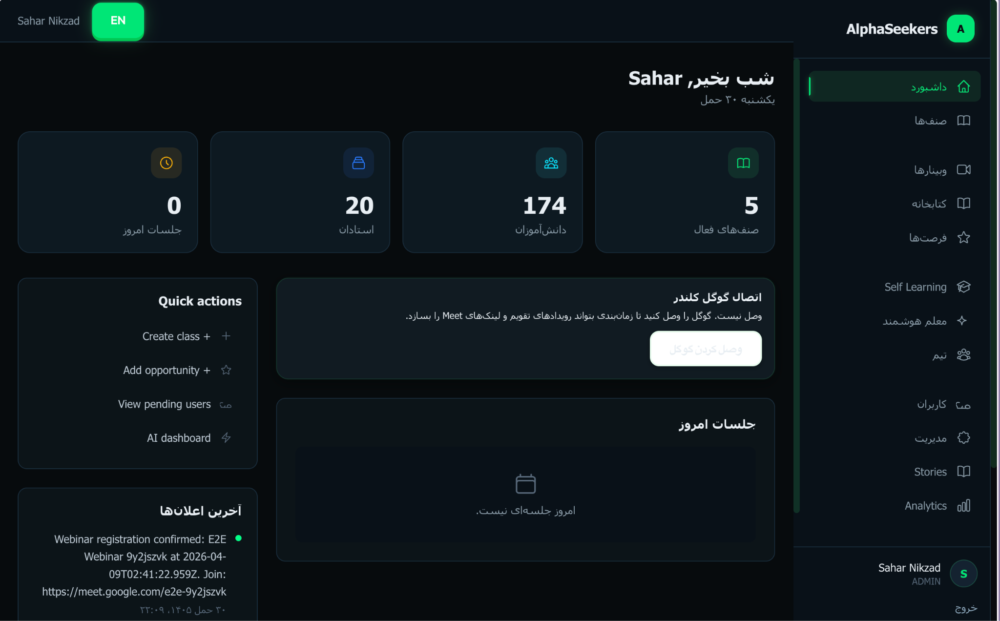 AlphaSeekers
A
داشبورد
صنف‌ها
وبینارها
کتابخانه
فرصت‌ها
Self Learning
معلم هوشمند
تیم
کاربران
مدیریت
Stories
Analytics
Sahar Nikzad
ADMIN
S
خروج
EN
Sahar Nikzad
شب بخیر, Sahar
یکشنبه ۳۰ حمل
5
صنف‌های فعال
174
دانش‌آموزان
20
استادان
0
جلسات امروز
اتصال گوگل کلندر
وصل نیست. گوگل را وصل کنید تا زمان‌بندی بتواند رویدادهای تقویم و لینک‌های Meet را بسازد.
وصل کردن گوگل
جلسات امروز
امروز جلسه‌ای نیست.
Quick actions
Create class +
Add opportunity +
View pending users
AI dashboard
آخرین اعلان‌ها
Webinar registration confirmed: E2E
Webinar 9y2jszvk at 2026-04-
09T02:41:22.959Z. Join:
https://meet.google.com/e2e-9y2jszvk
۳۰ حمل ۱۴۰۵، ۲۲:۰۹